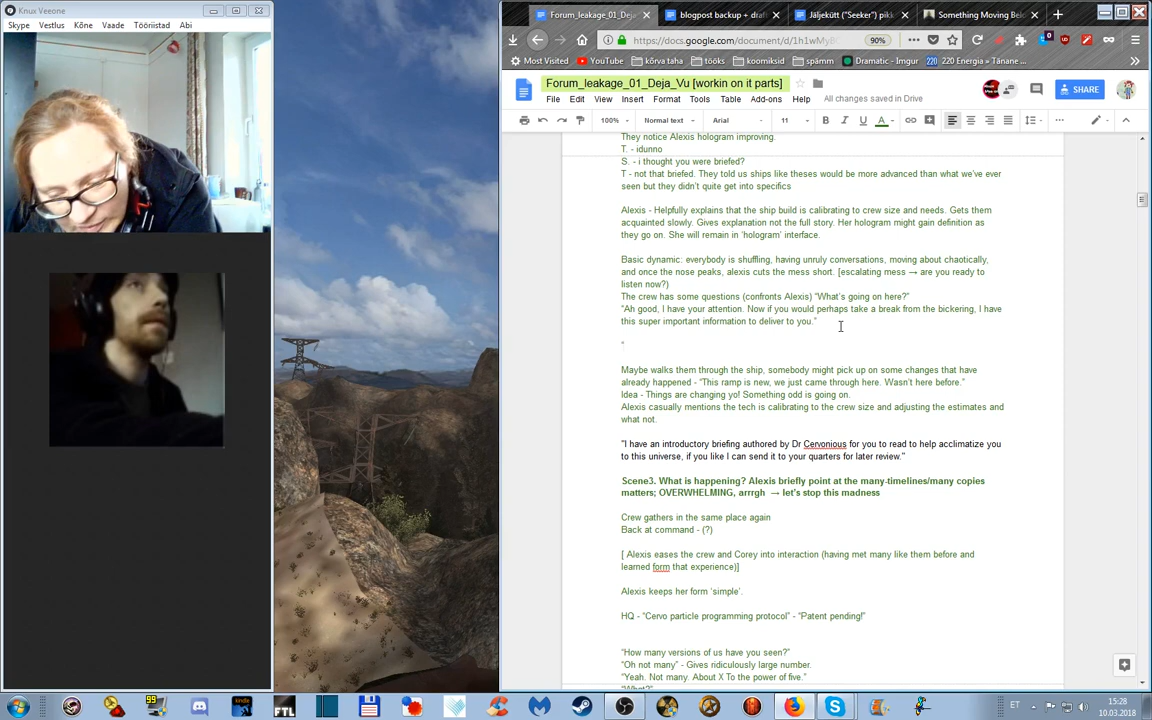 Knux Veeone
Skype Vestlus Kõne Vaade Tööriistad Abi
Forum_leakage_01_Deja_
blogpost backup + draft
Jäljekütt ("Seeker") pikk
Something Moving Bel
https://docs.google.com/document/d/1h1wMyB
90%
Most Visited YouTube kõrva taha tööks koomiksid spämm Dramatic - Imgur 220 Energia » Tänane ...
Forum_leakage_01_Deja_Vu [workin on it parts]
File Edit View Insert Format Tools Table Add-ons Help All changes saved in Drive
SHARE
100% Normal text Arial 11 B I U A
They notice Alexis hologram improving.
T. - idunno
S. - i thought you were briefed?
T - not that briefed. They told us ships like theses would be more advanced than what we've ever
seen but they didn't quite get into specifics
Alexis - Helpfully explains that the ship build is calibrating to crew size and needs. Gets them
acquainted slowly. Gives explanation not the full story. Her hologram might gain definition as
they go on. She will remain in 'hologram' interface.
Basic dynamic: everybody is shuffling, having unruly conversations, moving about chaotically,
and once the nose peaks, alexis cuts the mess short. [escalating mess → are you ready to
listen now?)
The crew has some questions (confronts Alexis) "What's going on here?"
"Ah good, I have your attention. Now if you would perhaps take a break from the bickering, I have
this super important information to deliver to you."
"
Maybe walks them through the ship, somebody might pick up on some changes that have
already happened - "This ramp is new, we just came through here. Wasn't here before."
Idea - Things are changing yo! Something odd is going on.
Alexis casually mentions the tech is calibrating to the crew size and adjusting the estimates and
what not.
"I have an introductory briefing authored by Dr Cervonious for you to read to help acclimatize you
to this universe, if you like I can send it to your quarters for later review."
Scene3. What is happening? Alexis briefly point at the many-timelines/many copies
matters; OVERWHELMING, arrrgh → let's stop this madness
Crew gathers in the same place again
Back at command - (?)
[ Alexis eases the crew and Corey into interaction (having met many like them before and
learned form that experience)]
Alexis keeps her form 'simple'.
HQ - "Cervo particle programming protocol" - "Patent pending!"
"How many versions of us have you seen?"
"Oh not many" - Gives ridiculously large number.
"Yeah. Not many. About X To the power of five."
"What?"
99
kindle
FTL
ET
15:28
10.03.2018